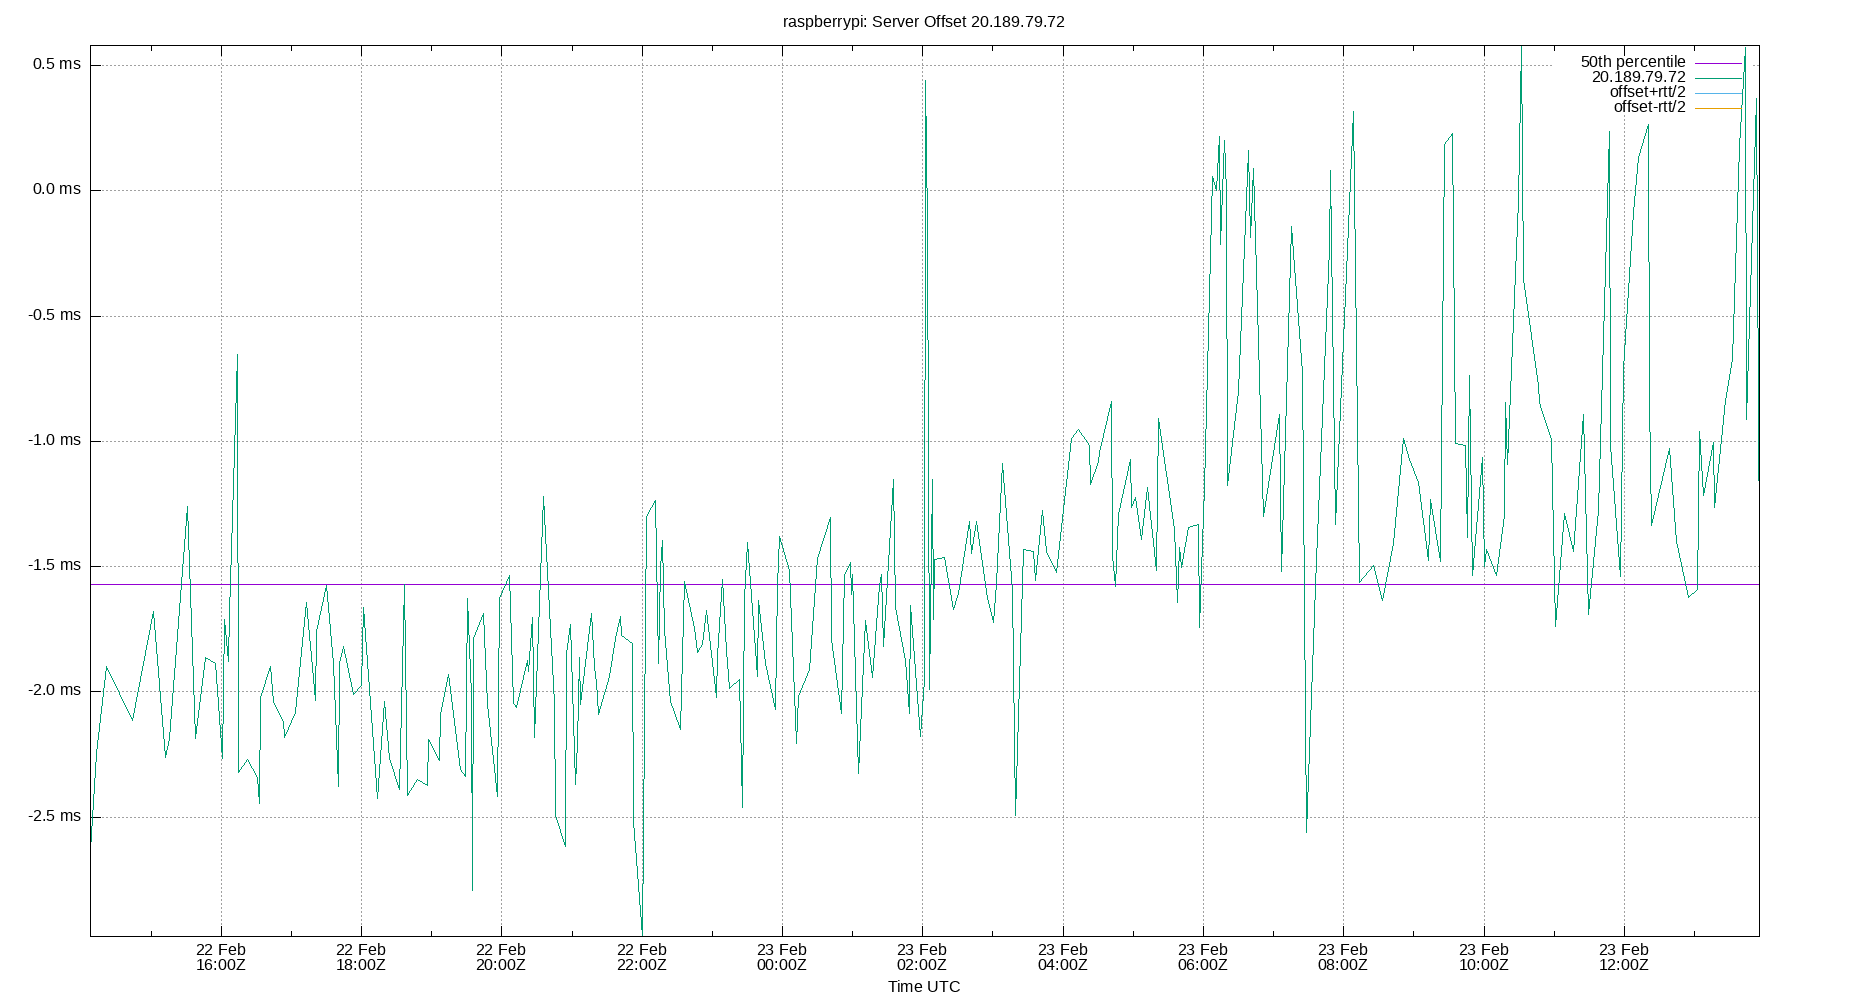 raspberrypi: Server Offset 20.189.79.72
0.5 ms
0.0 ms
-0.5 ms
-1.0 ms
-1.5 ms
-2.0 ms
-2.5 ms
50th percentile
20.189.79.72
offset+rtt/2
offset-rtt/2
22 Feb 22 Feb 22 Feb 22 Feb 23 Feb 23 Feb 23 Feb 23 Feb 23 Feb 23 Feb 23 Feb
16:00Z 18:00Z 20:00Z 22:00Z 00:00Z 02:00Z 04:00Z 06:00Z 08:00Z 10:00Z 12:00Z
Time UTC